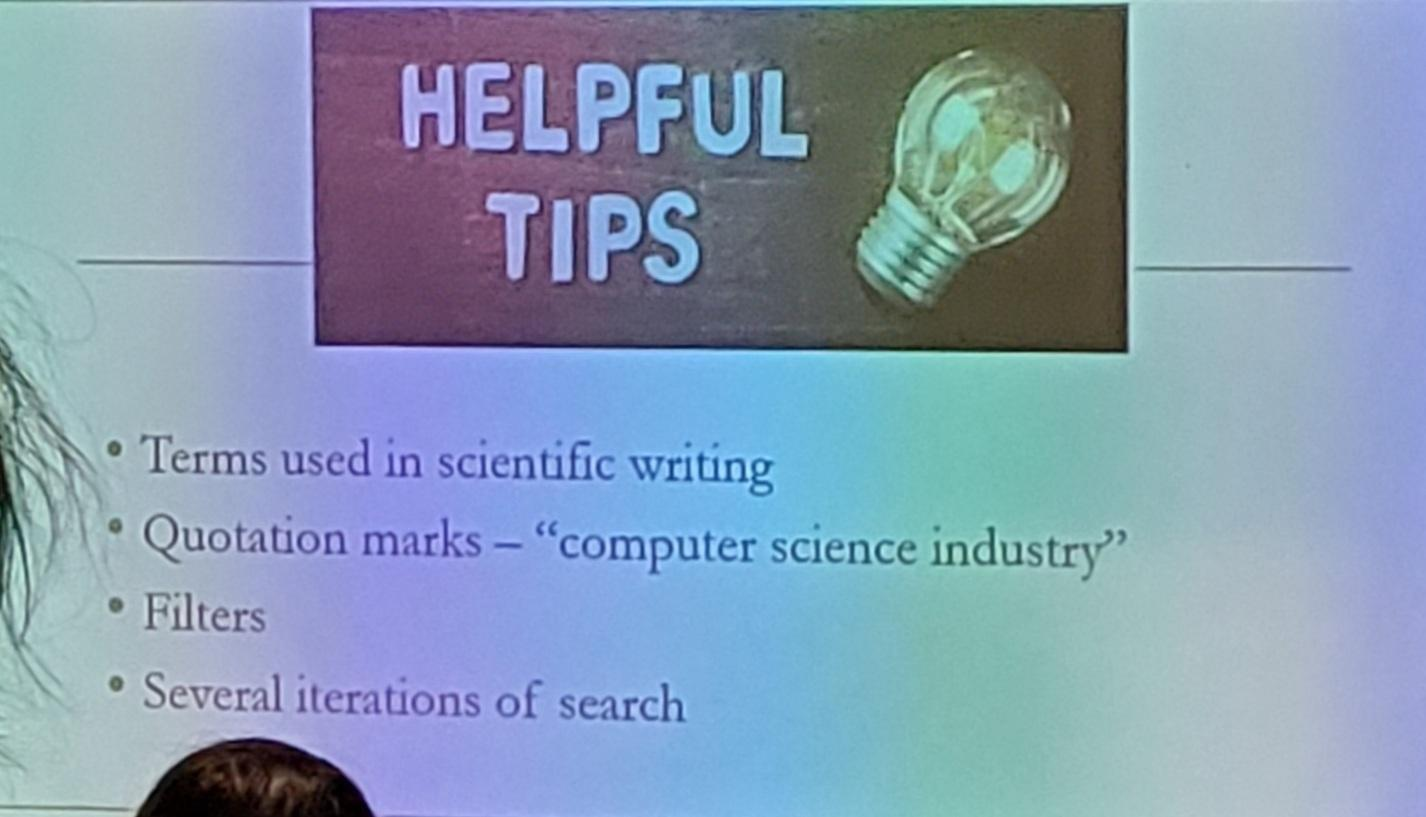 HELPFUL
TIPS
• Terms used in scientific writing
• Quotation marks – “computer science industry”
• Filters
• Several iterations of search